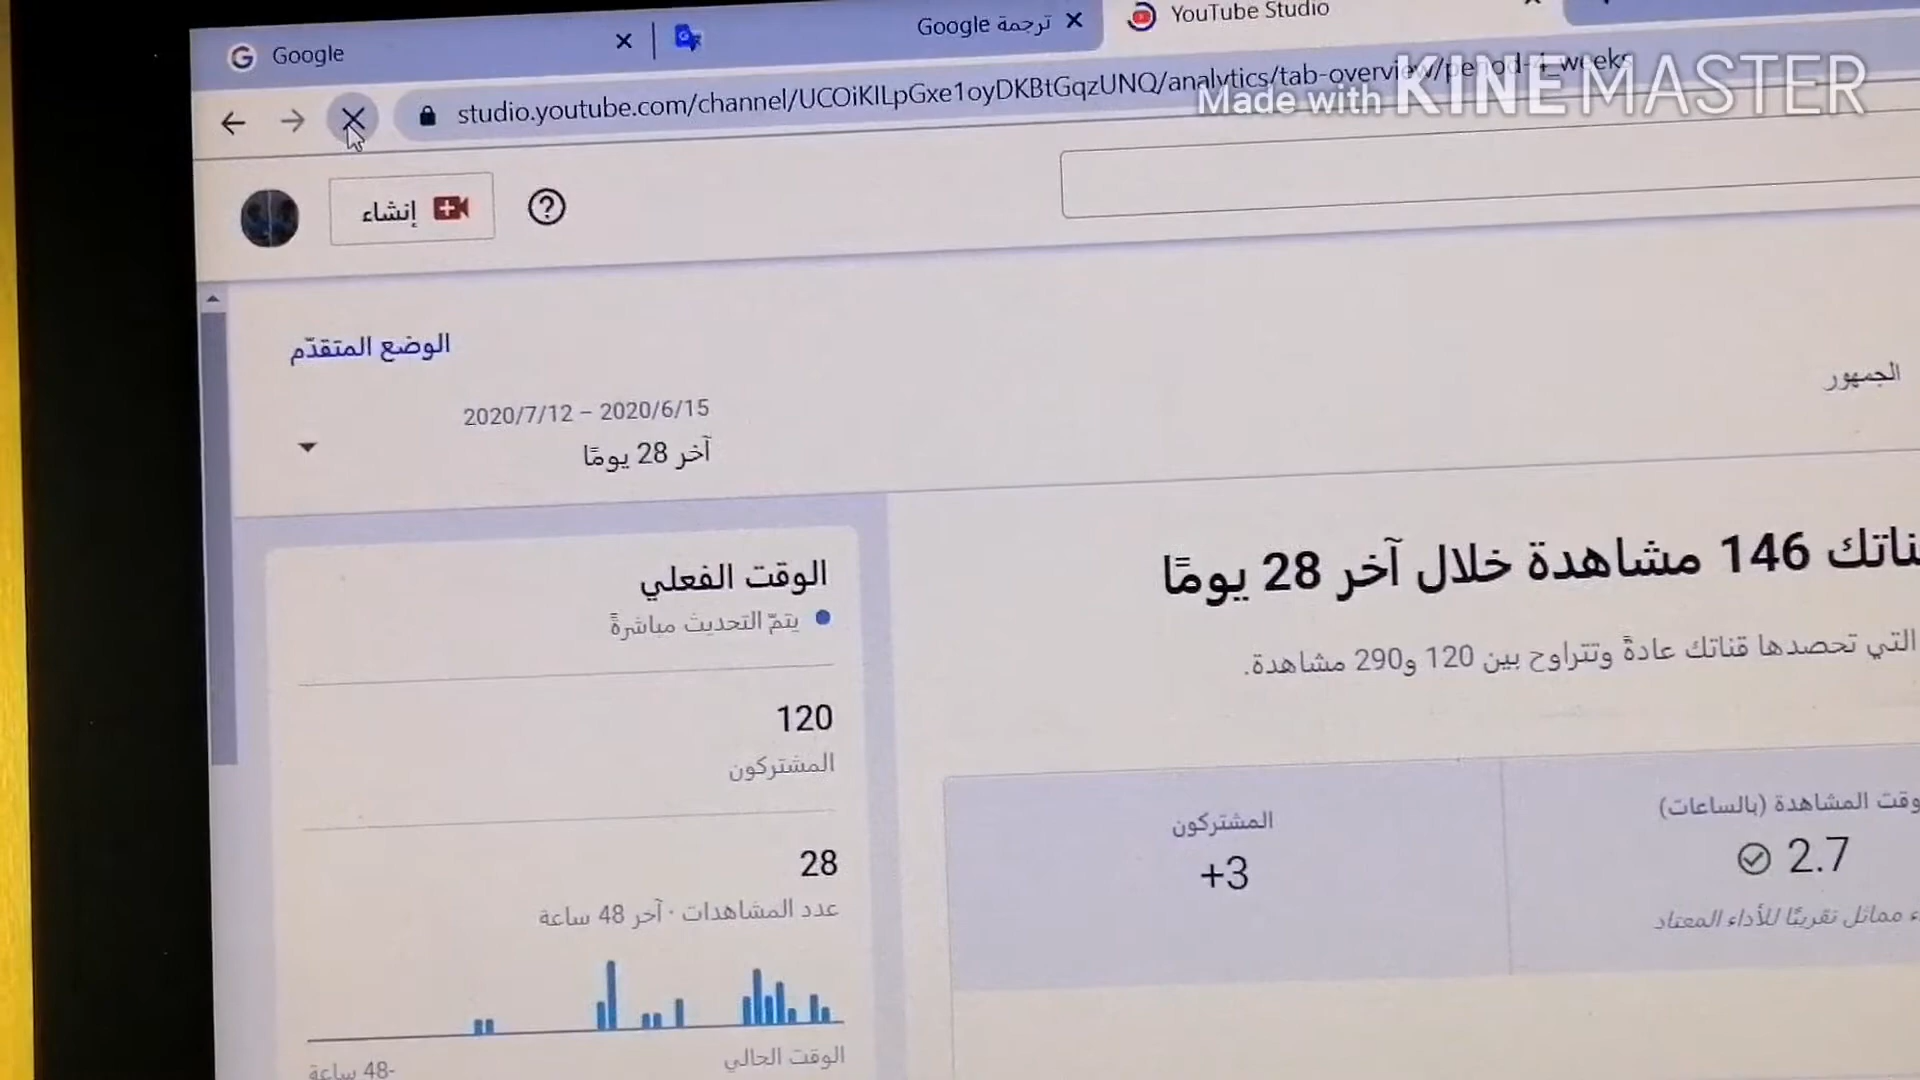 Google
ترجمة Google
YouTube Studio
studio.youtube.com/channel/UCOiKlLpGxe1oyDKBtGqzUNQ/analytics/tab-overview/period-4_weeks
Made with KINEMASTER
إنشاء
الوضع المتقدّم
الجمهور
2020/7/12 – 2020/6/15
آخر 28 يومًا
146 مشاهدة خلال آخر 28 يومًا
التي تحصدها قناتك عادةً وتتراوح بين 120 و290 مشاهدة.
الوقت الفعلي
يتمّ التحديث مباشرةً
120
المشتركون
28
عدد المشاهدات · آخر 48 ساعة
الوقت الحالي
-48 ساعة
وقت المشاهدة (بالساعات)
2.7
مماثل تقريبًا للأداء المعتاد
المشتركون
+3